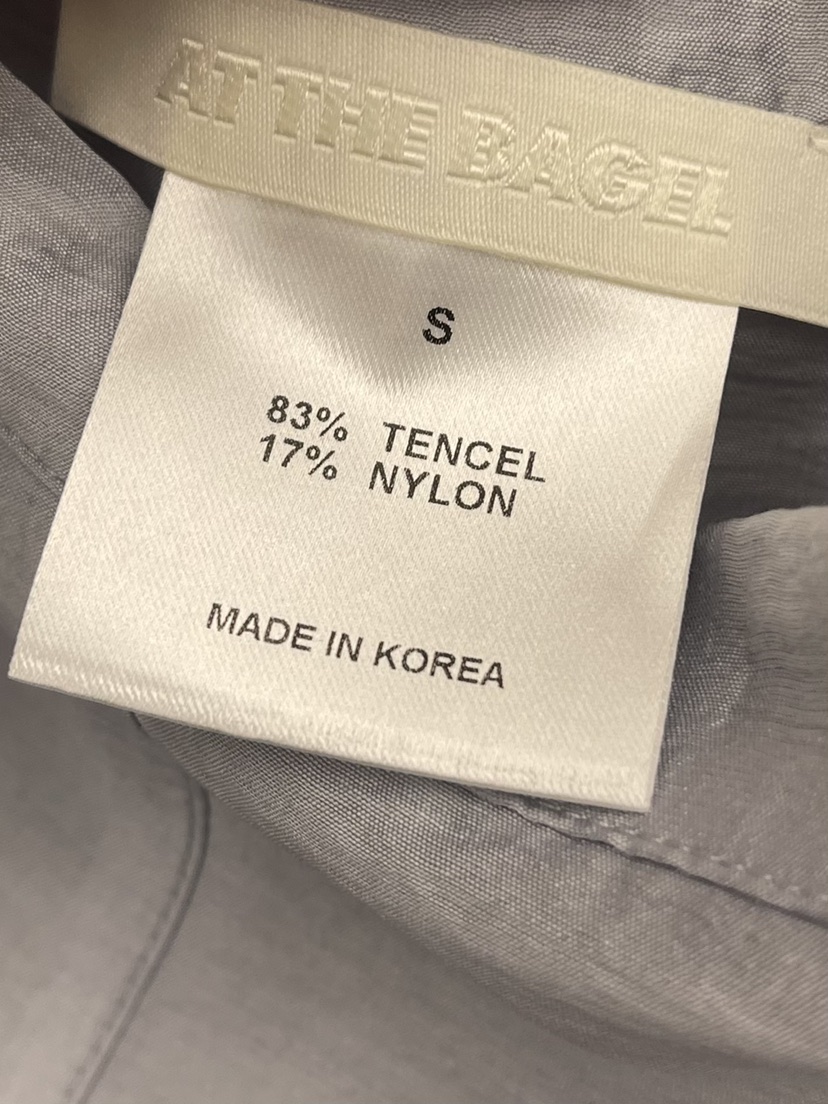 AT THE BAGEL
S
83% TENCEL
17% NYLON
MADE IN KOREA